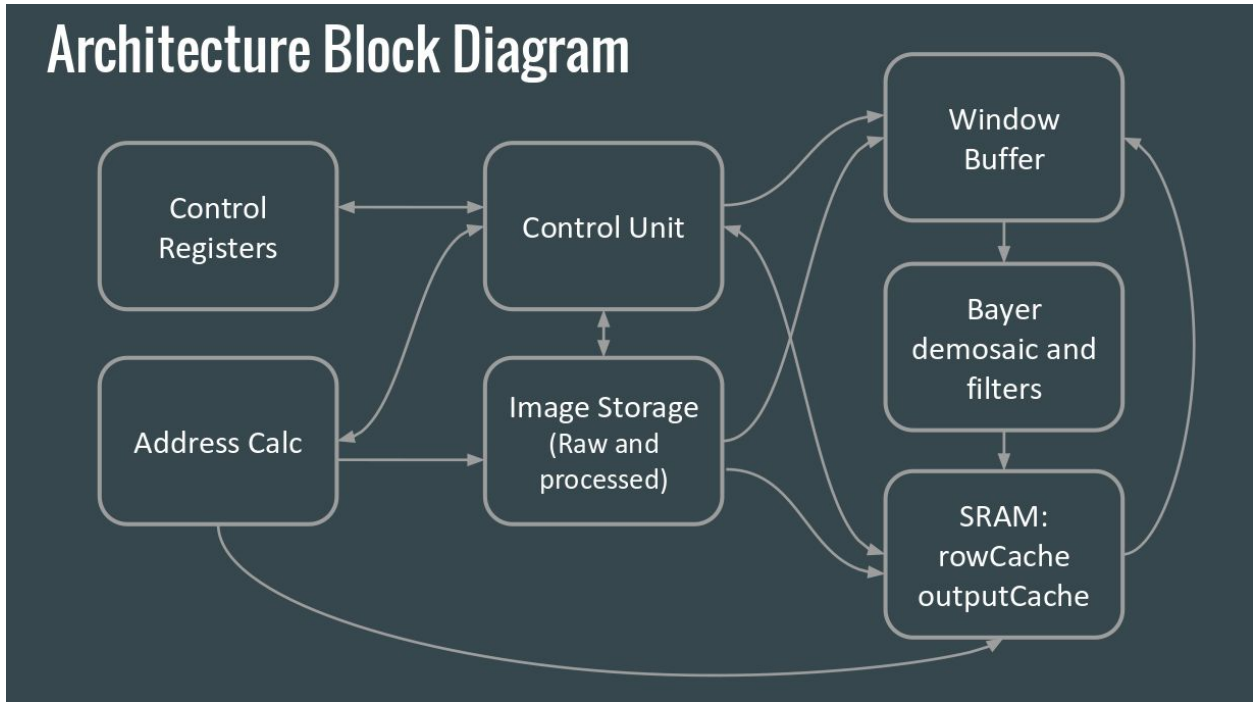 Architecture Block Diagram
Control
Registers
Control Unit
Window
Buffer
Address Calc
Image Storage
(Raw and
processed)
Bayer
demosaic and
filters
SRAM:
rowCache
outputCache